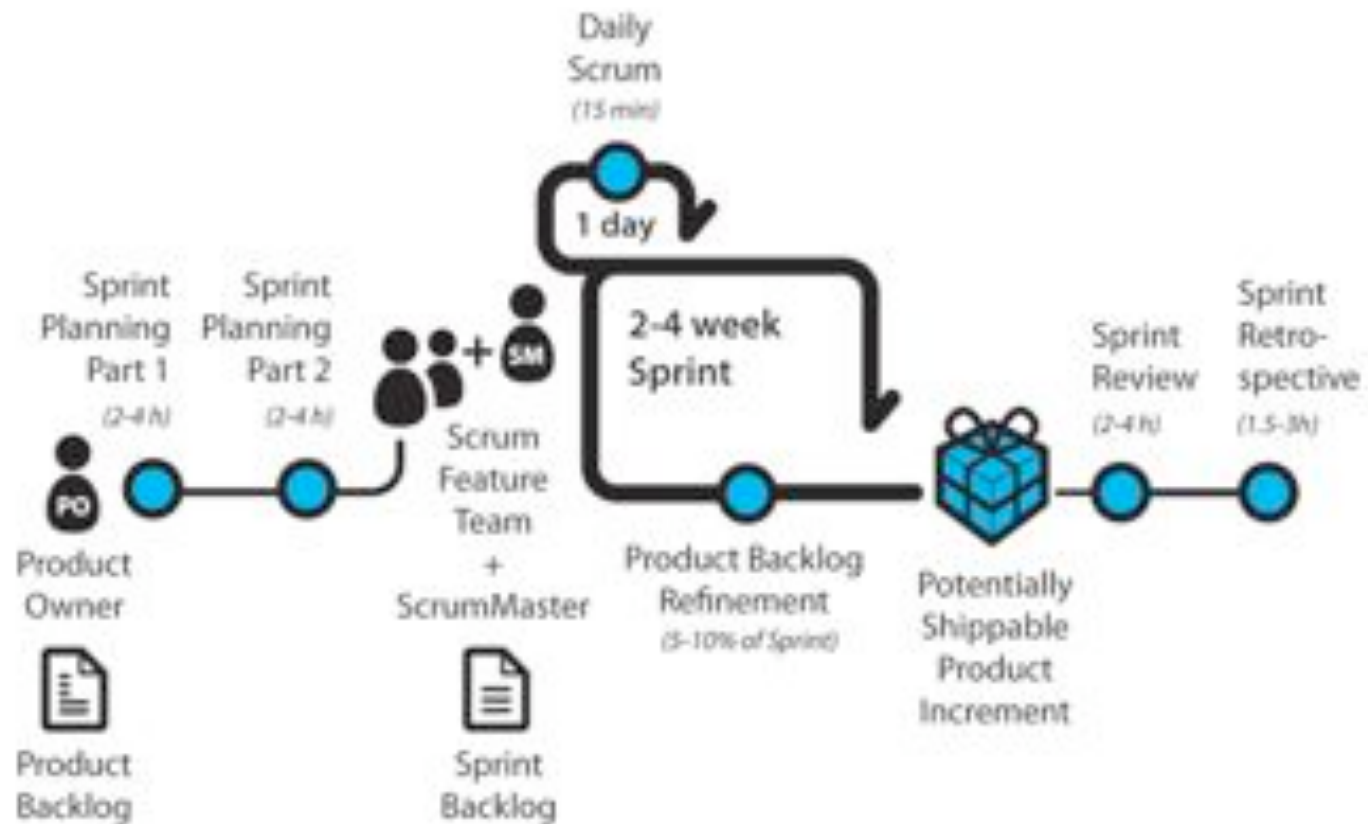 Daily
Scrum
(15 min)
1 day
Sprint
Planning
Part 1
(2-4 h)
Sprint
Planning
Part 2
(2-4 h)
+
SM
2-4 week
Sprint
Sprint
Review
(2-4 h)
Sprint
Retro-
spective
(1.5-3h)
PO
Product
Owner
Scrum
Feature
Team
+
ScrumMaster
Product Backlog
Refinement
(5-10% of Sprint)
Potentially
Shippable
Product
Increment
Product
Backlog
Sprint
Backlog